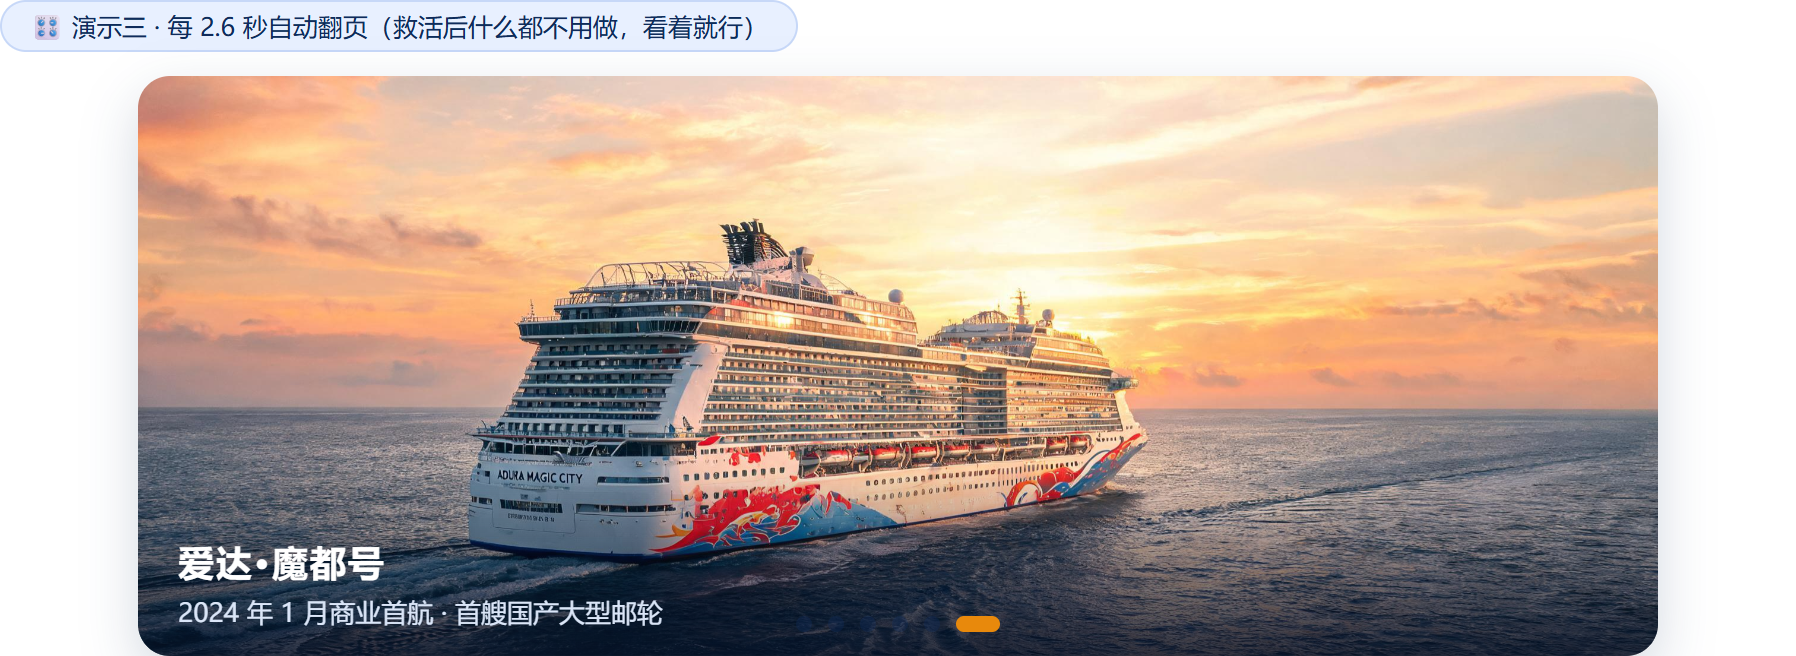 演示三 · 每 2.6 秒自动翻页（救活后什么都不用做，看着就行）
ADORA MAGIC CITY
爱达·魔都号
2024 年 1 月商业首航 · 首艘国产大型邮轮